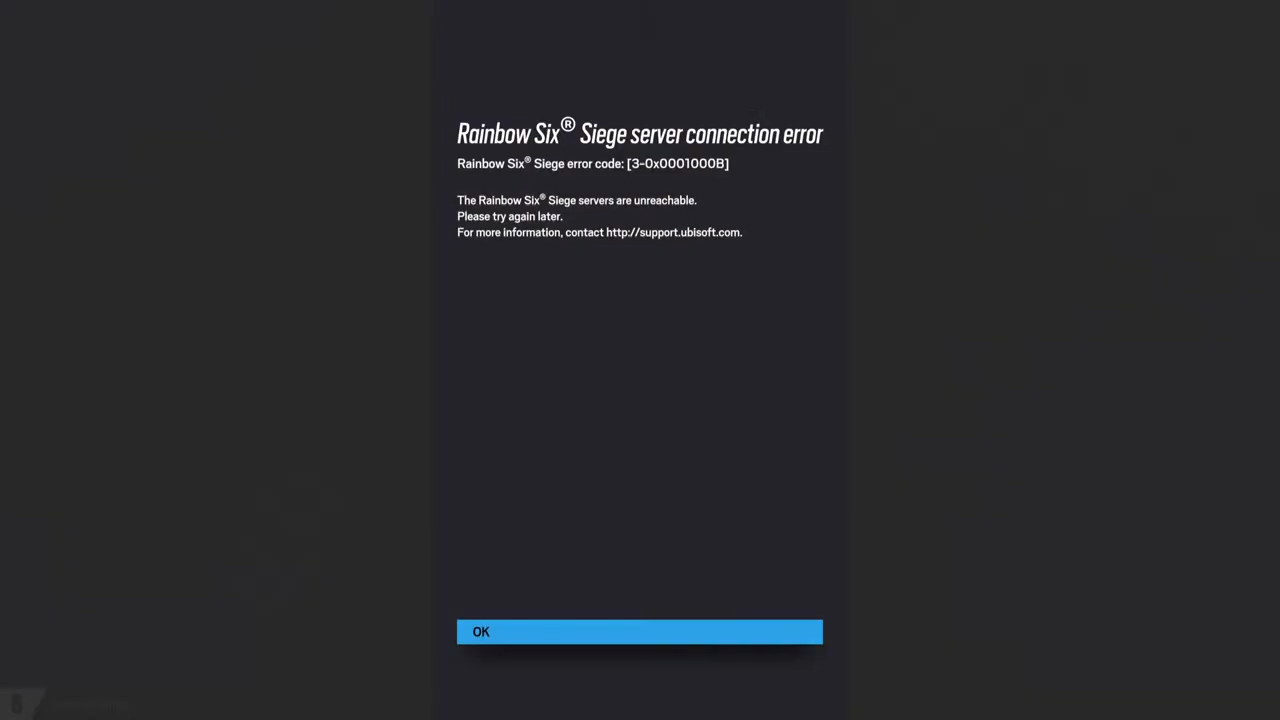 Rainbow Six® Siege server connection error
Rainbow Six® Siege error code: [3-0x0001000B]
The Rainbow Six® Siege servers are unreachable.
Please try again later.
For more information, contact http://support.ubisoft.com.
OK
6